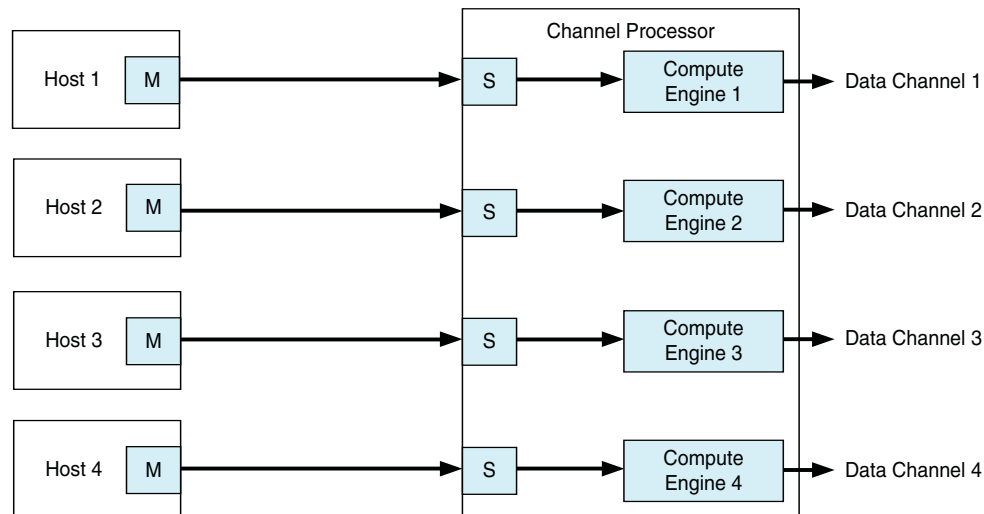 Channel Processor
Host 1
M
S
Compute
Engine 1
Data Channel 1
Host 2
M
S
Compute
Engine 2
Data Channel 2
Host 3
M
S
Compute
Engine 3
Data Channel 3
Host 4
M
S
Compute
Engine 4
Data Channel 4